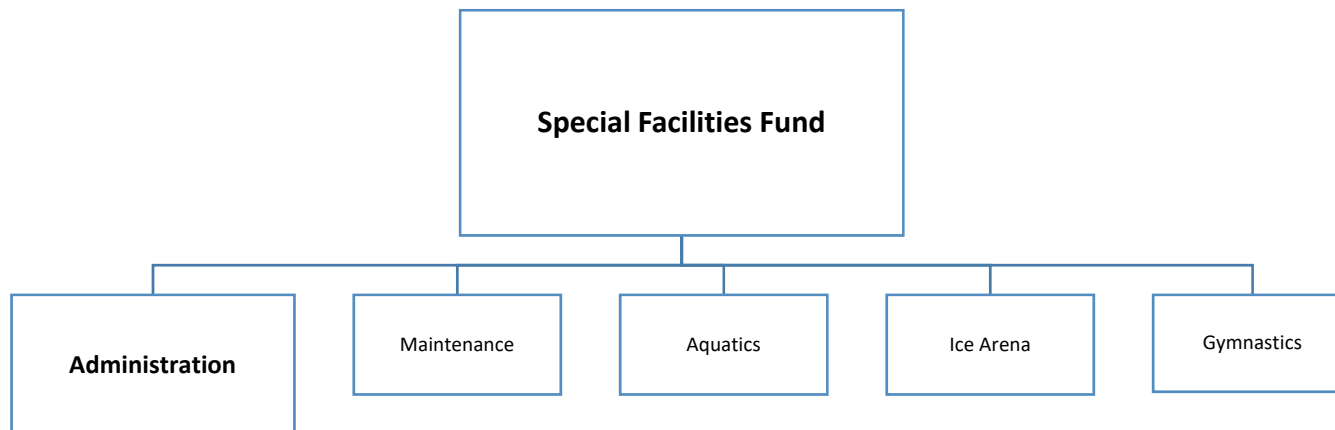 Special Facilities Fund
Administration
Maintenance
Aquatics
Ice Arena
Gymnastics